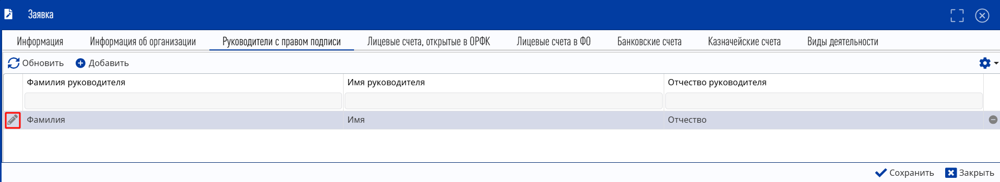 Заявка
Информация Информация об организации Руководители с правом подписи Лицевые счета, открытые в ОРФК Лицевые счета в ФО Банковские счета Казначейские счета Виды деятельности
Обновить Добавить
Фамилия руководителя Имя руководителя Отчество руководителя
Фамилия Имя Отчество
Сохранить Закрыть